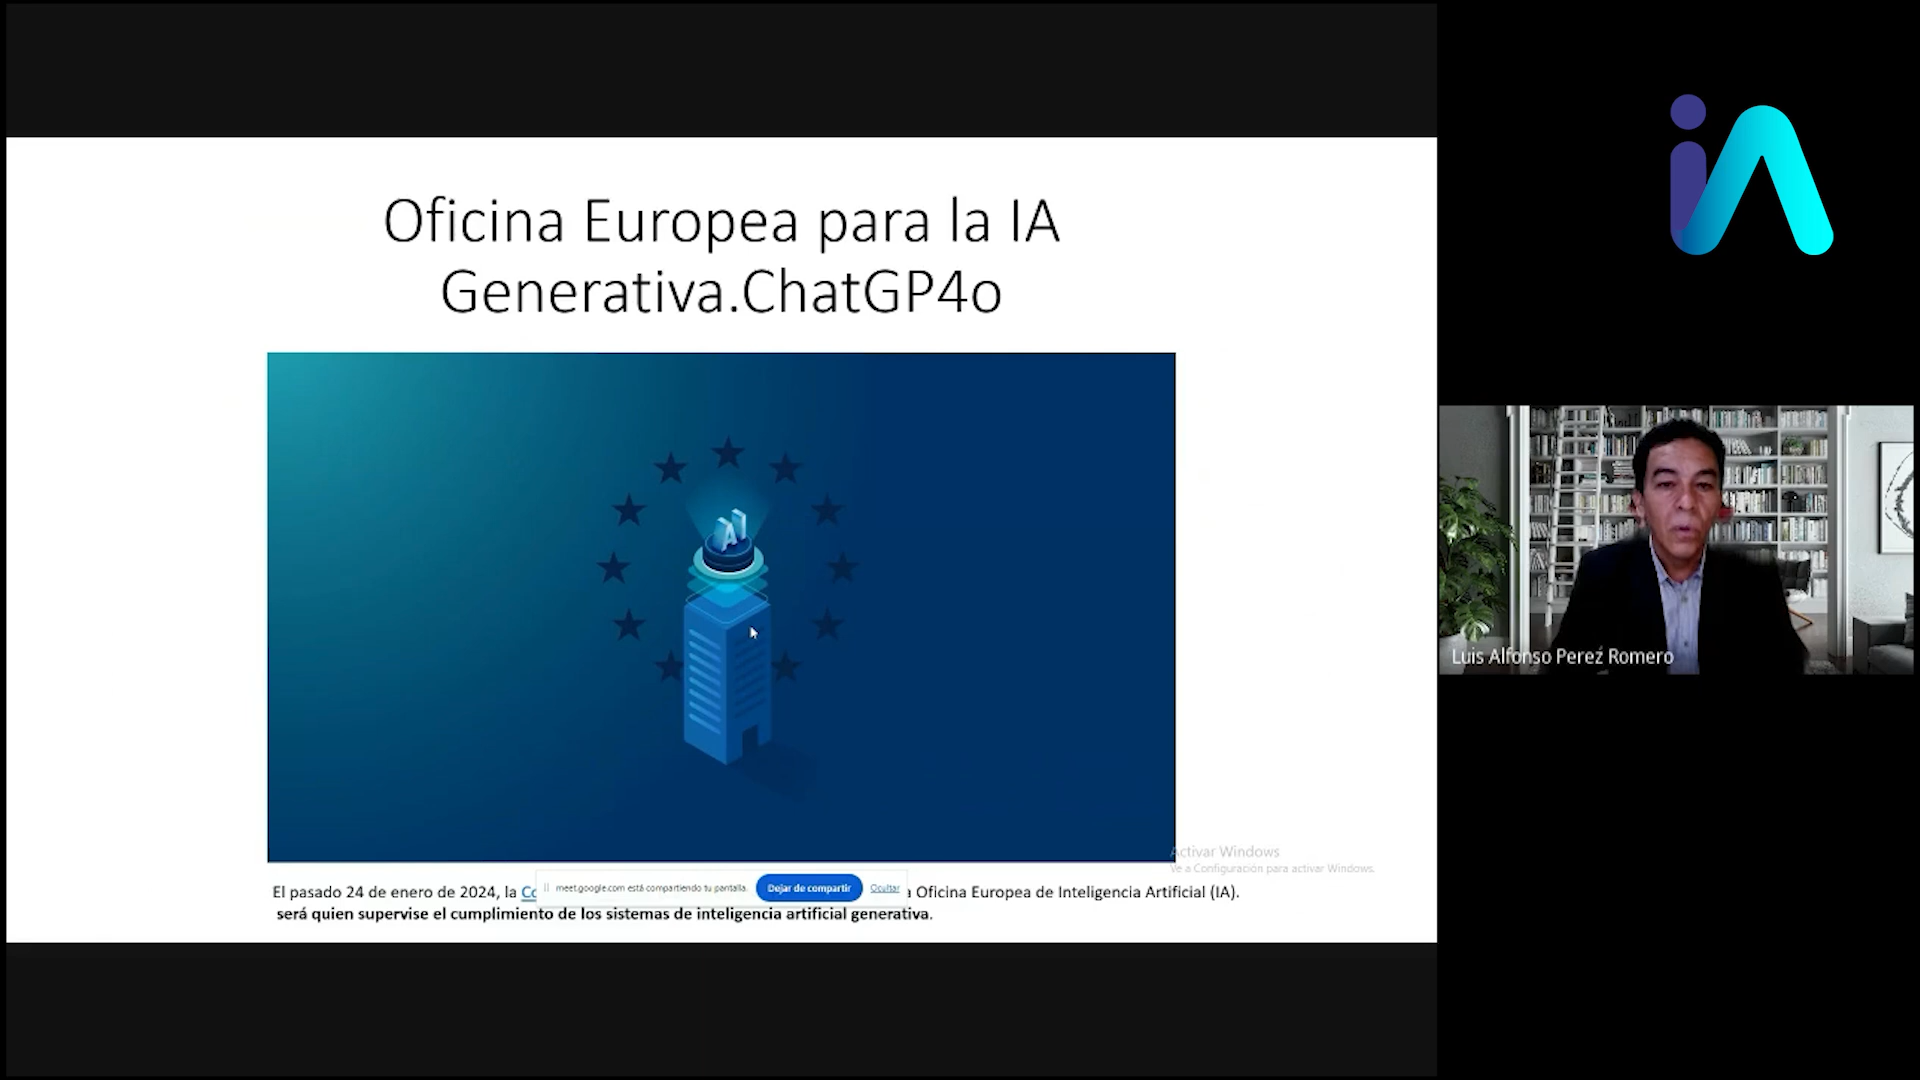 Oficina Europea para la IA
Generativa.ChatGP4o
AI
Activar Windows
Ve a Configuración para activar Windows.
El pasado 24 de enero de 2024, la Co
meet.google.com está compartiendo tu pantalla.
Dejar de compartir
Ocultar
a Oficina Europea de Inteligencia Artificial (IA).
será quien supervise el cumplimiento de los sistemas de inteligencia artificial generativa.
iA
Luis Alfonso Perez Romero